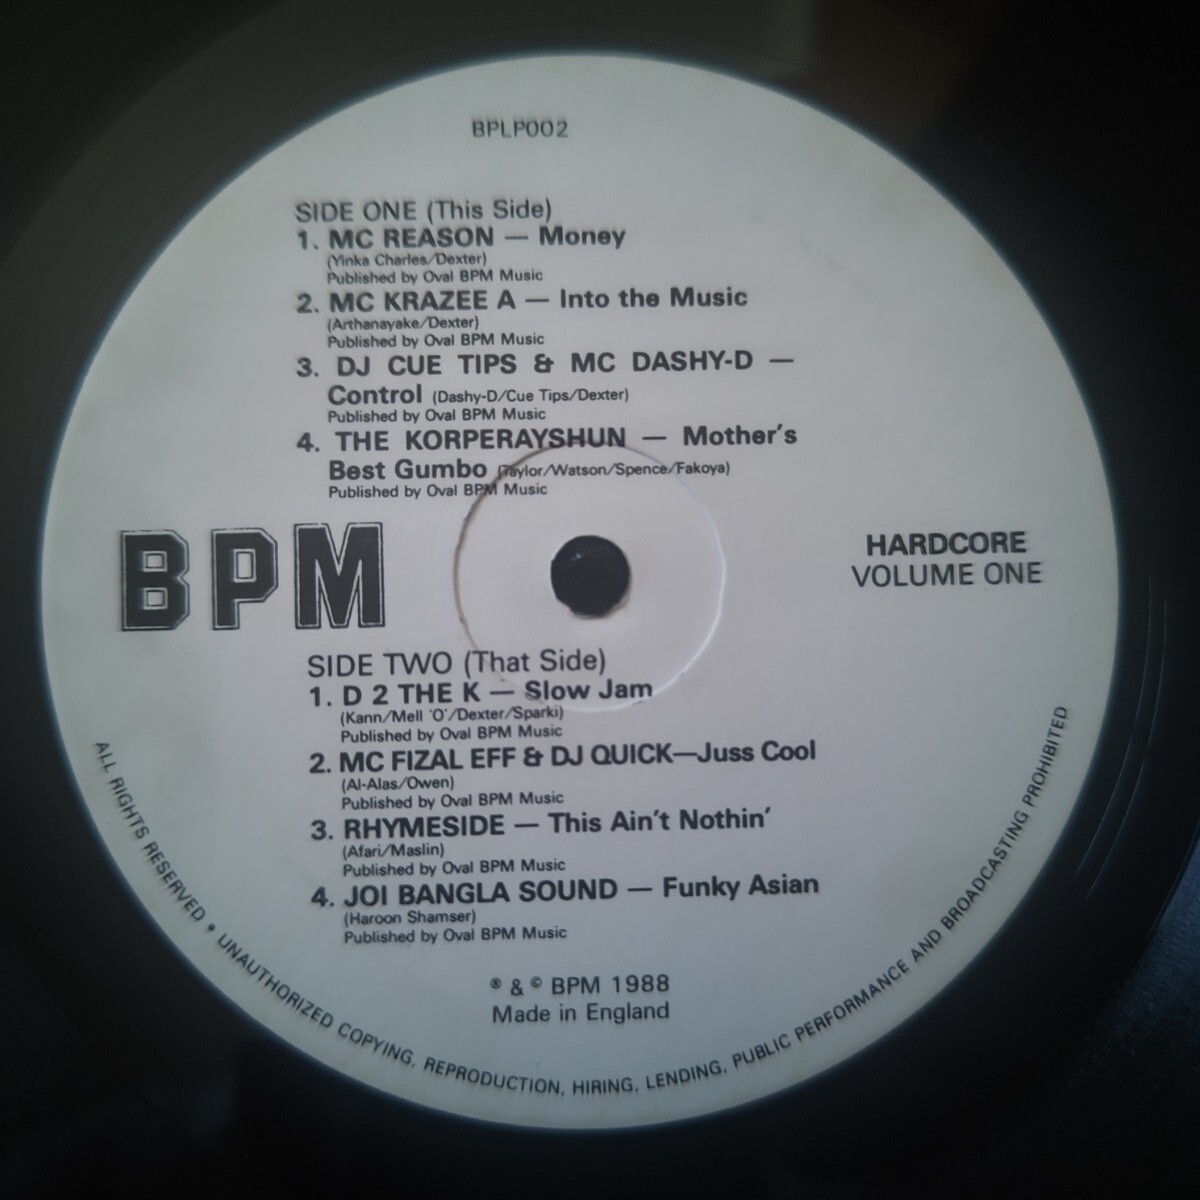 BPLP002
SIDE ONE (This Side)
1. MC REASON — Money
(Yinka Charles/Dexter)
Published by Oval BPM Music
2. MC KRAZEE A — Into the Music
(Arthanayake/Dexter)
Published by Oval BPM Music
3. DJ CUE TIPS & MC DASHY-D —
Control (Dashy-D/Cue Tips/Dexter)
Published by Oval BPM Music
4. THE KORPERAYSHUN — Mother's
Best Gumbo (Taylor/Watson/Spence/Fakoya)
Published by Oval BPM Music
BPM
HARDCORE
VOLUME ONE
SIDE TWO (That Side)
1. D 2 THE K — Slow Jam
(Kann/Mell 'O'/Dexter/Sparki)
Published by Oval BPM Music
2. MC FIZAL EFF & DJ QUICK—Juss Cool
(Al-Alas/Owen)
Published by Oval BPM Music
3. RHYMESIDE — This Ain't Nothin'
(Afari/Maslin)
Published by Oval BPM Music
4. JOI BANGLA SOUND — Funky Asian
(Haroon Shamser)
Published by Oval BPM Music
® & © BPM 1988
Made in England
ALL RIGHTS RESERVED • UNAUTHORIZED COPYING, REPRODUCTION, HIRING, LENDING, PUBLIC PERFORMANCE AND BROADCASTING PROHIBITED